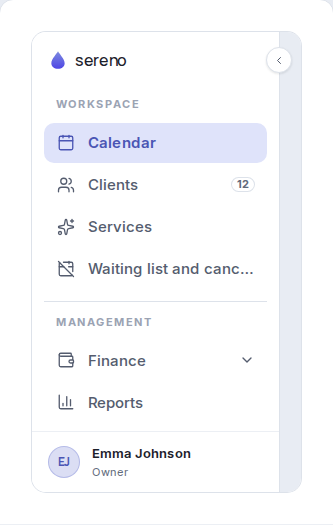 sereno
WORKSPACE
Calendar
Clients 12
Services
Waiting list and canc...
MANAGEMENT
Finance
Reports
EJ
Emma Johnson
Owner